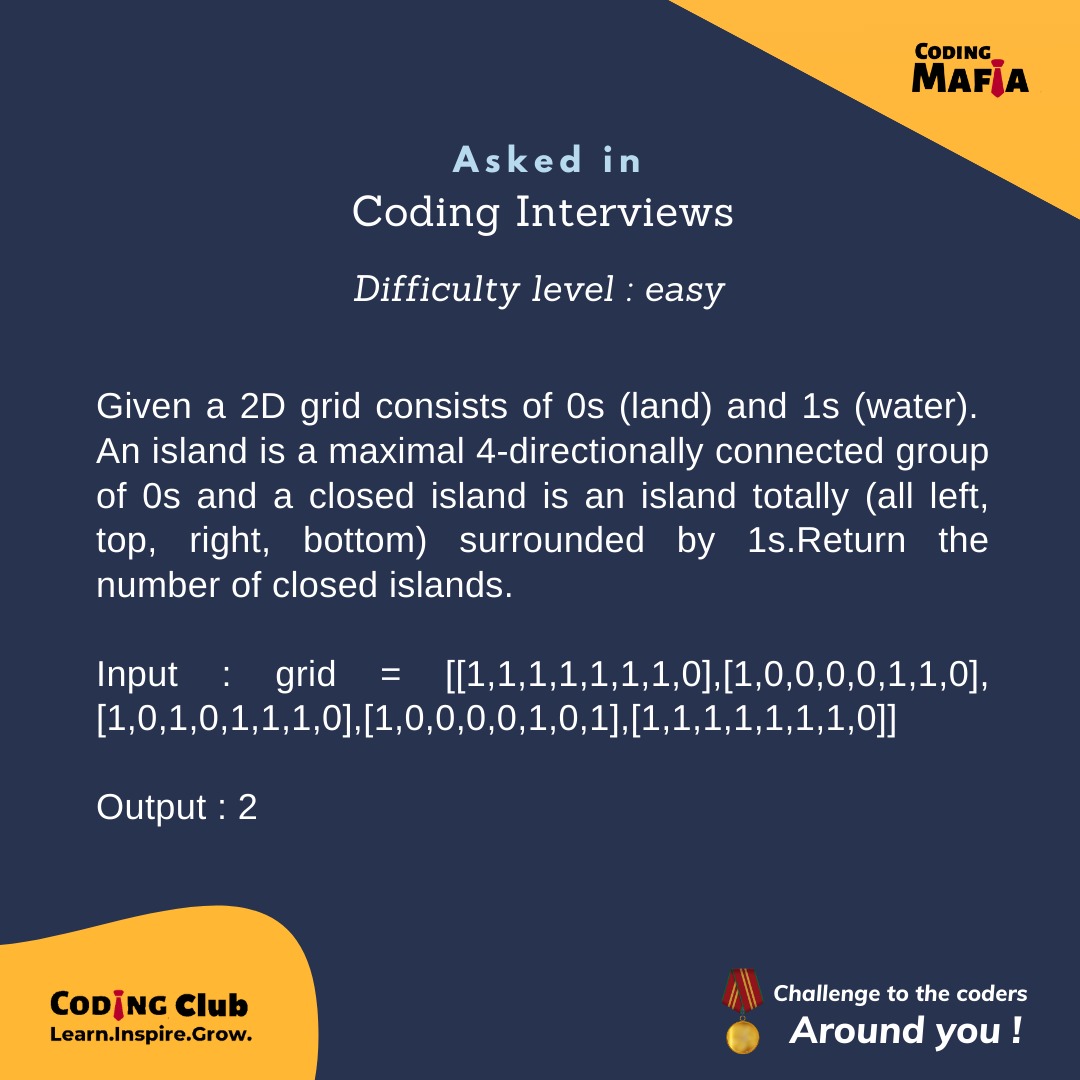 CODING
MAFIA
Asked in
Coding Interviews
Difficulty level : easy
Given a 2D grid consists of 0s (land) and 1s (water).
An island is a maximal 4-directionally connected group
of 0s and a closed island is an island totally (all left,
top, right, bottom) surrounded by 1s.Return the
number of closed islands.
Input : grid = [[1,1,1,1,1,1,1,0],[1,0,0,0,0,1,1,0],
[1,0,1,0,1,1,1,0],[1,0,0,0,0,1,0,1],[1,1,1,1,1,1,1,0]]
Output : 2
CODING Club
Learn.Inspire.Grow.
Challenge to the coders
Around you !